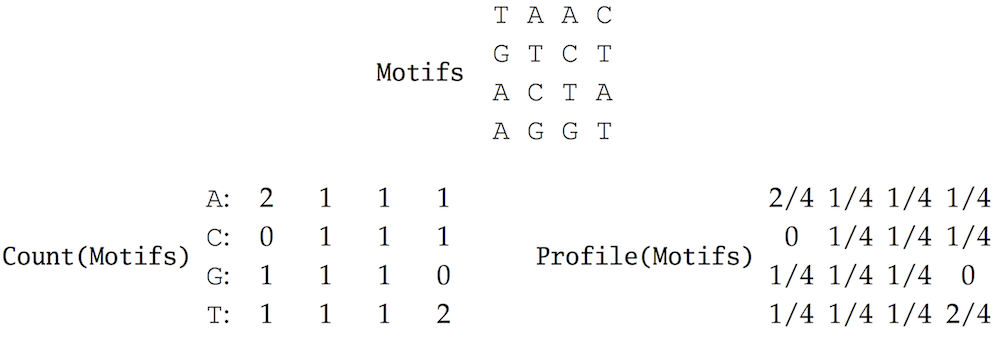 T A A C
G T C T
Motifs
A C T A
A G G T
A: 2 1 1 1 2/4 1/4 1/4 1/4
C: 0 1 1 1 0 1/4 1/4 1/4
Count(Motifs) Profile(Motifs)
G: 1 1 1 0 1/4 1/4 1/4 0
T: 1 1 1 2 1/4 1/4 1/4 2/4